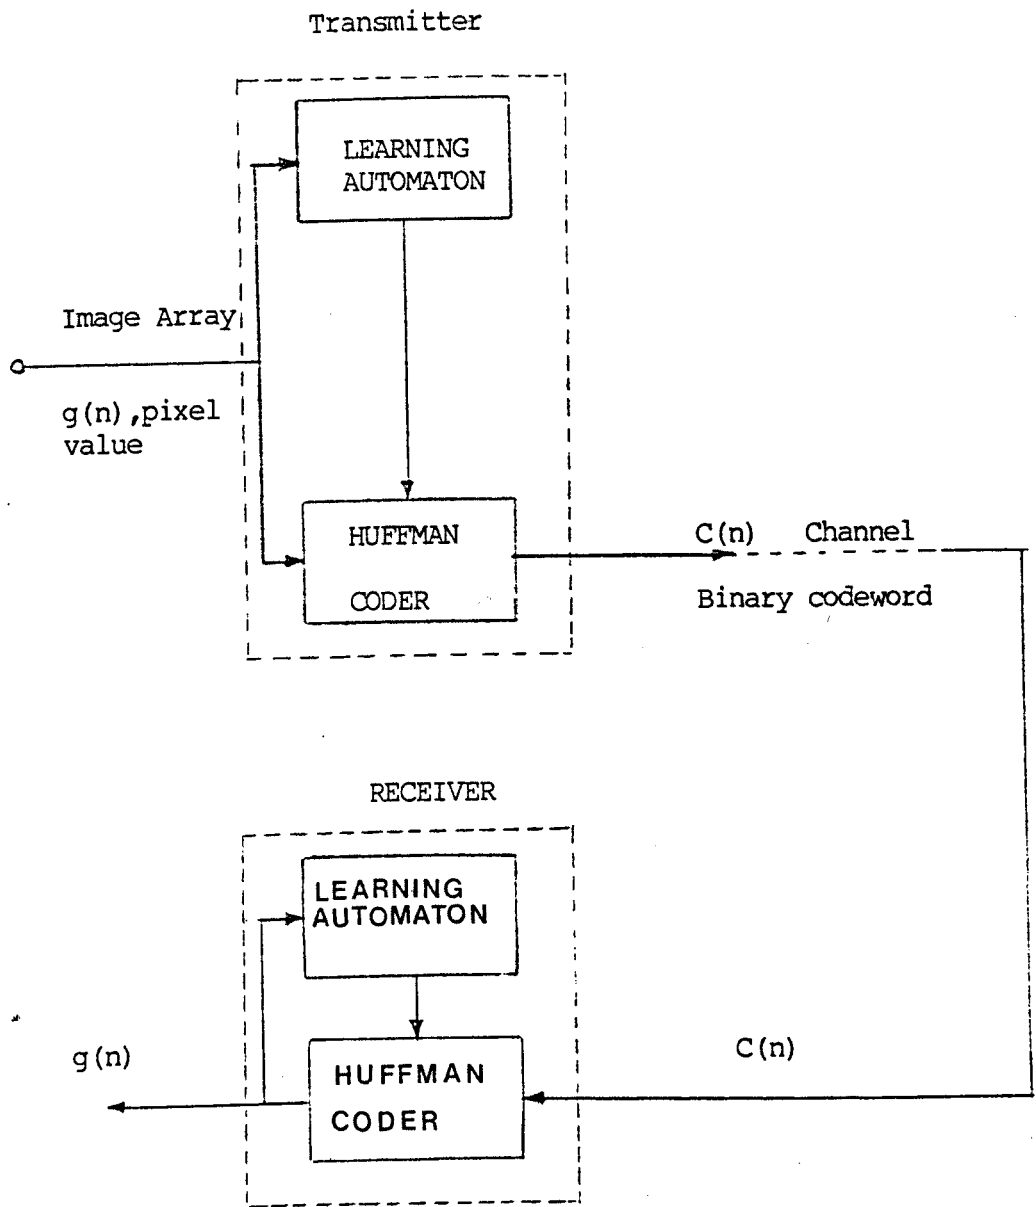 Transmitter
LEARNING
AUTOMATON
Image Array
g(n),pixel
value
HUFFMAN
CODER
C(n) Channel
Binary codeword
RECEIVER
LEARNING
AUTOMATON
g(n)
C(n)
HUFFMAN
CODER